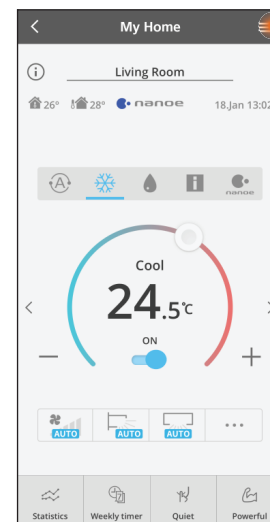 My Home
Living Room
26° 28° nanoe 18.Jan 13:02
A nanoe
Cool
24.5°C
ON
AUTO AUTO AUTO
Statistics Weekly timer Quiet Powerful